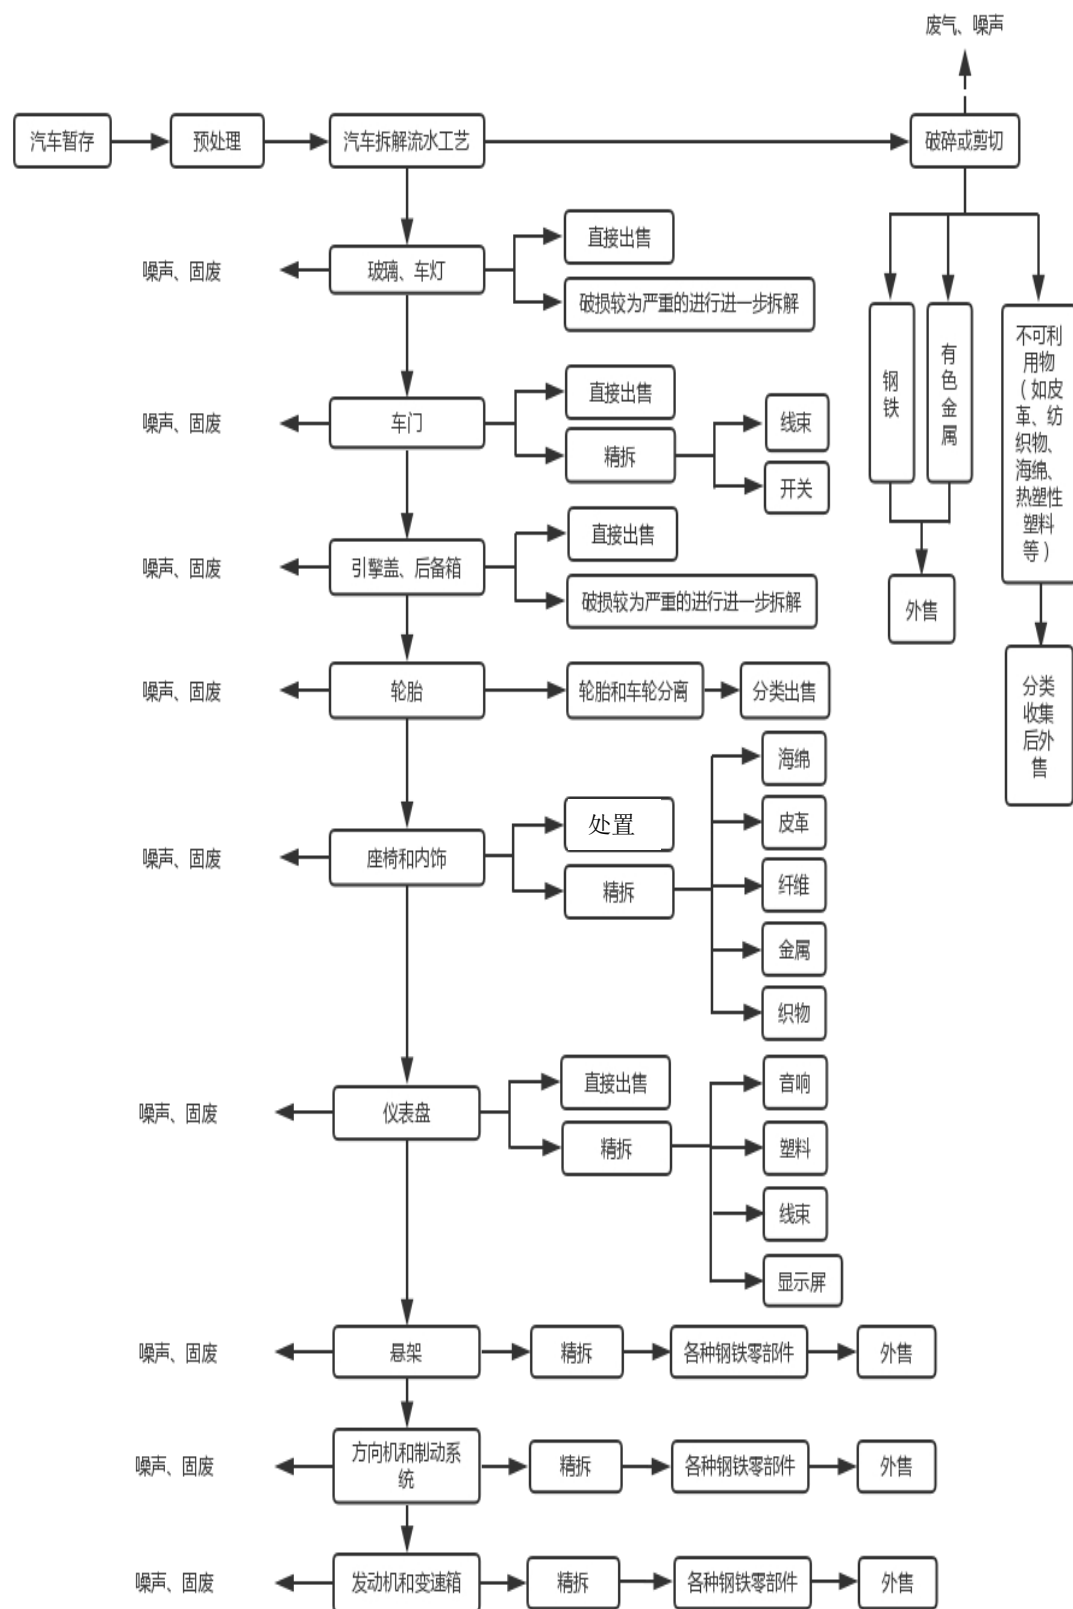 废气、噪声
汽车暂存
预处理
汽车拆解流水工艺
破碎或剪切
直接出售
噪声、固废
玻璃、车灯
破损较为严重的进行进一步拆解
钢
铁
有
色
金
属
不可利
用物
（如皮
革、纺
织物、
海绵、
热塑性
塑料
等）
直接出售
噪声、固废
车门
线束
精拆
开关
直接出售
噪声、固废
引擎盖、后备箱
破损较为严重的进行进一步拆解
外售
噪声、固废
轮胎
轮胎和车轮分离
分类出售
分类
收集
后外
售
海绵
处置
皮革
噪声、固废
座椅和内饰
精拆
纤维
金属
织物
直接出售
音响
噪声、固废
仪表盘
精拆
塑料
线束
显示屏
噪声、固废
悬架
精拆
各种钢铁零部件
外售
噪声、固废
方向机和制动系
统
精拆
各种钢铁零部件
外售
噪声、固废
发动机和变速箱
精拆
各种钢铁零部件
外售